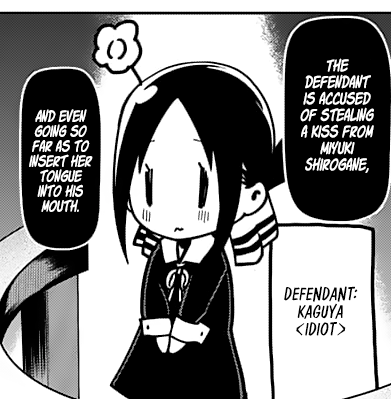 THE
DEFENDANT
IS ACCUSED
OF STEALING
A KISS FROM
MIYUKI
SHIROGANE,
AND EVEN
GOING SO
FAR AS TO
INSERT HER
TONGUE
INTO HIS
MOUTH.
DEFENDANT:
KAGUYA
<IDIOT>